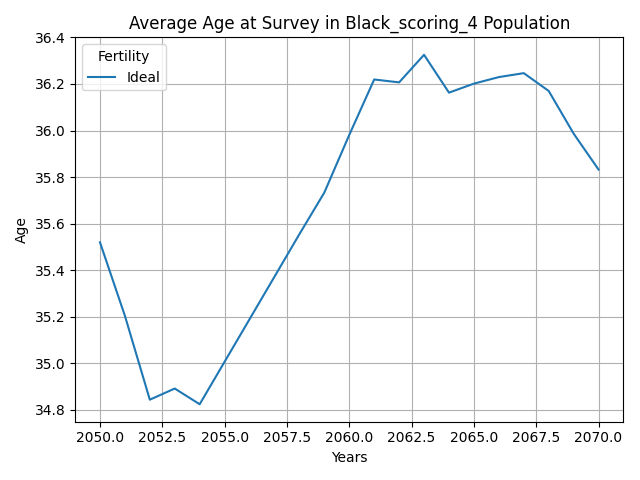 Average Age at Survey in Black_scoring_4 Population
Fertility
Ideal
Age
36.4
36.2
36.0
35.8
35.6
35.4
35.2
35.0
34.8
2050.0 2052.5 2055.0 2057.5 2060.0 2062.5 2065.0 2067.5 2070.0
Years